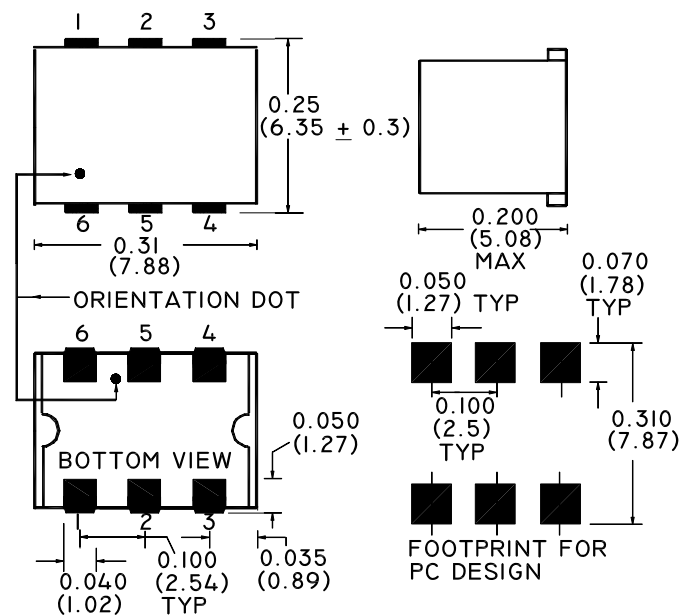 1 2 3
0.25
(6.35 ± 0.3)
6 5 4
0.31
(7.88)
0.200
(5.08)
MAX
ORIENTATION DOT
0.050
(1.27) TYP
0.070
(1.78)
TYP
6 5 4
0.100
(2.5)
TYP
0.310
(7.87)
0.050
(1.27)
BOTTOM VIEW
1 2 3
0.040
(1.02)
0.100
(2.54)
TYP
0.035
(0.89)
FOOTPRINT FOR
PC DESIGN